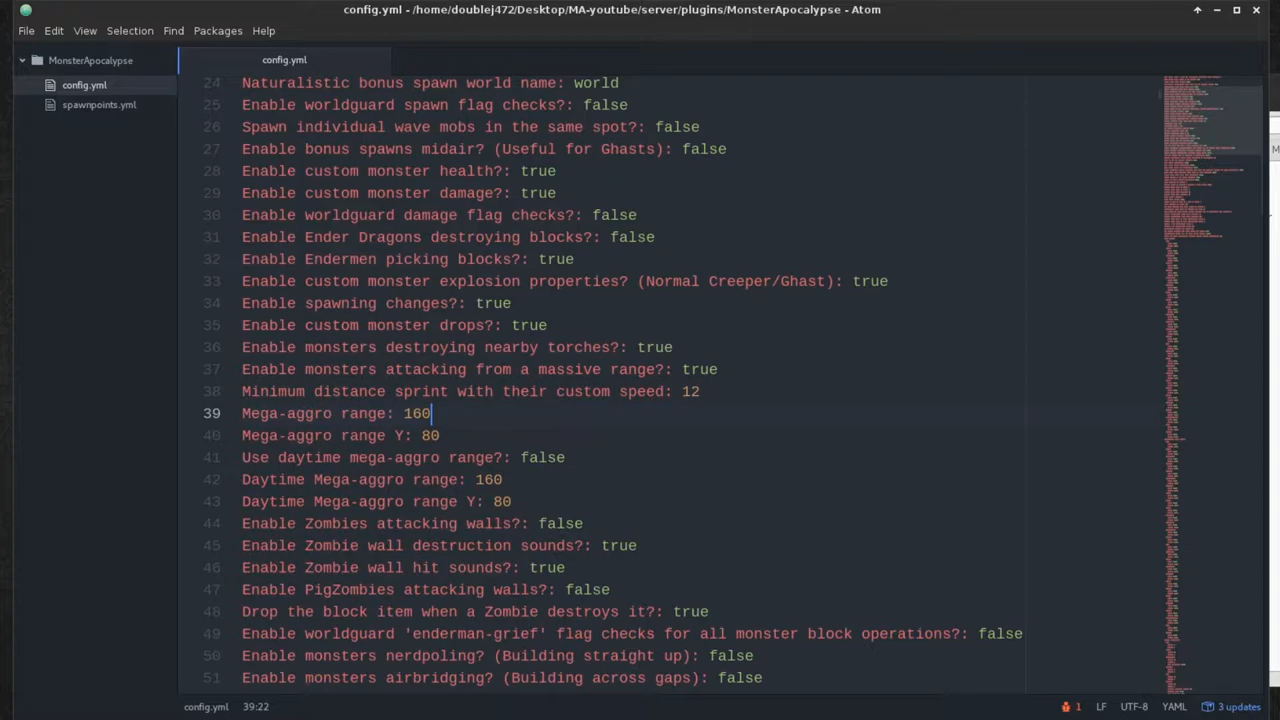 config.yml - /home/doublej472/Desktop/MA-youtube/server/plugins/MonsterApocalypse - Atom
File Edit View Selection Find Packages Help
MonsterApocalypse
config.yml
spawnpoints.yml
config.yml
24 Naturalistic bonus spawn world name: world
25 Enable worldguard spawn flag checks?: false
26 Spawn individual wave mobs in the same spot?: false
27 Enable bonus spawns midair? (Useful for Ghasts): false
28 Enable custom monster health?: true
29 Enable custom monster damage?: true
30 Enable worldguard damage flag checks?: false
31 Enable Ender Dragons destroying blocks?: false
32 Enable Endermen picking blocks?: true
33 Enable custom monster explosion properties? (Normal Creeper/Ghast): true
34 Enable spawning changes?: true
35 Enable custom monster drops?: true
36 Enable monsters destroying nearby torches?: true
37 Enable monsters attacking from a massive range?: true
38 Minimum distance sprint with their custom speed: 12
39 Mega-aggro range: 160
40 Mega-aggro range Y: 80
41 Use daytime mega-aggro range?: false
42 Daytime Mega-aggro range: 160
43 Daytime Mega-aggro range Y: 80
44 Enable Zombies attacking walls?: false
45 Enable Zombie wall destruction sounds?: true
46 Enable Zombie wall hit sounds?: true
47 Enable PigZombies attacking walls?: false
48 Drop the block item when a Zombie destroys it?: true
49 Enable worldguard 'enderman-grief' flag checks for all monster block operations?: false
50 Enable monster nerdpoling? (Building straight up): false
51 Enable monster airbridging? (Building across gaps): false
config.yml 39:22
1 LF UTF-8 YAML 3 updates